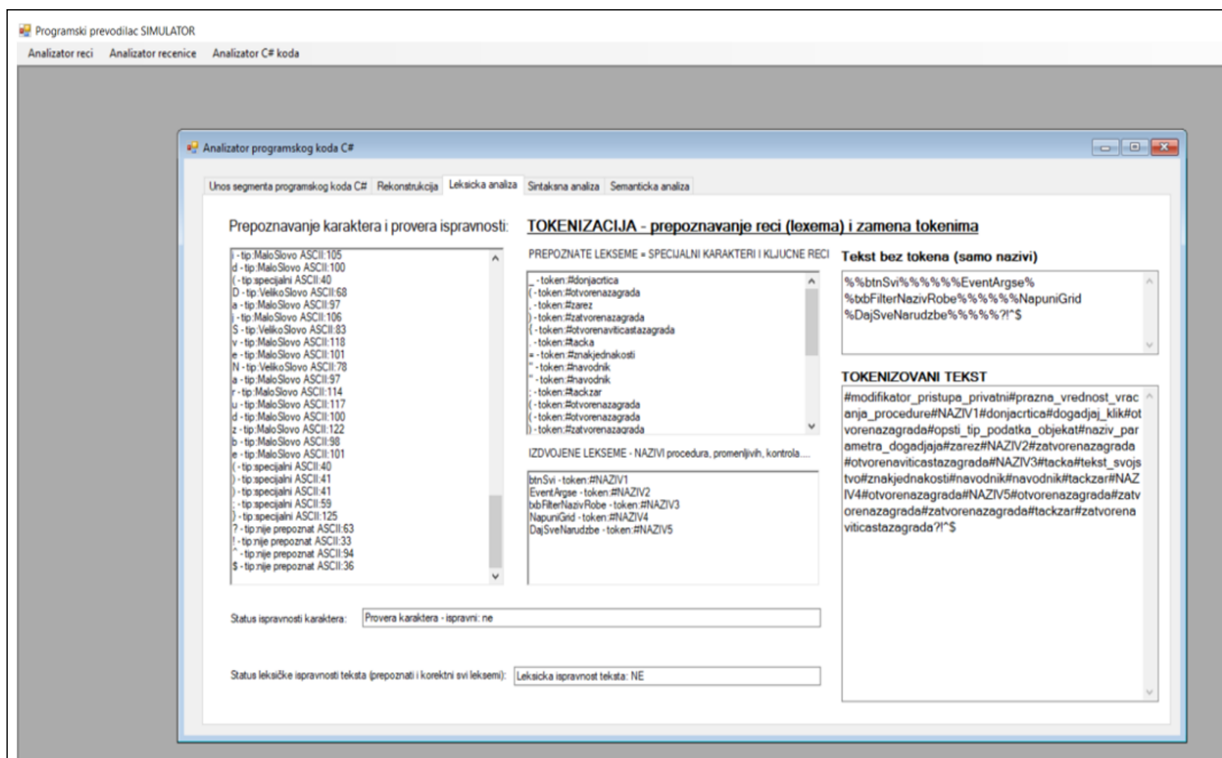 Programski prevodilac SIMULATOR
Analizator reci Analizator recenice Analizator C# koda
Analizator programskog koda C#
Unos segmenta programskog koda C# Rekonstrukcija Leksicka analiza Sintaksna analiza Semanticka analiza
Prepoznavanje karaktera i provera ispravnosti:
i - tip:MaloSlovo ASCII:105
d - tip:MaloSlovo ASCII:100
( - tip:specijalni ASCII:40
D - tip:VelikoSlovo ASCII:68
a - tip:MaloSlovo ASCII:97
j - tip:MaloSlovo ASCII:106
S - tip:VelikoSlovo ASCII:83
v - tip:MaloSlovo ASCII:118
e - tip:MaloSlovo ASCII:101
N - tip:VelikoSlovo ASCII:78
a - tip:MaloSlovo ASCII:97
r - tip:MaloSlovo ASCII:114
u - tip:MaloSlovo ASCII:117
d - tip:MaloSlovo ASCII:100
z - tip:MaloSlovo ASCII:122
b - tip:MaloSlovo ASCII:98
e - tip:MaloSlovo ASCII:101
( - tip:specijalni ASCII:40
) - tip:specijalni ASCII:41
) - tip:specijalni ASCII:41
; - tip:specijalni ASCII:59
} - tip:specijalni ASCII:125
? - tip:nije prepoznat ASCII:63
! - tip:nije prepoznat ASCII:33
^ - tip:nije prepoznat ASCII:94
$ - tip:nije prepoznat ASCII:36
TOKENIZACIJA - prepoznavanje reci (lexema) i zamena tokenima
PREPOZNATE LEKSEME = SPECIJALNI KARAKTERI I KLJUCNE RECI
_ - token:#donjacrtica
( - token:#otvorenazagrada
, - token:#zarez
) - token:#zatvorenazagrada
{ - token:#otvorenaviticastazagrada
. - token:#tacka
= - token:#znakjednakosti
" - token:#navodnik
" - token:#navodnik
; - token:#tackzar
( - token:#otvorenazagrada
( - token:#otvorenazagrada
) - token:#zatvorenazagrada
IZDVOJENE LEKSEME - NAZIVI procedura, promenljivih, kontrola....
btnSvi - token:#NAZIV1
EventArgse - token:#NAZIV2
txbFilterNazivRobe - token:#NAZIV3
NapuniGrid - token:#NAZIV4
DajSveNarudzbe - token:#NAZIV5
Tekst bez tokena (samo nazivi)
%%btnSvi%%%%%%EventArgse%
%txbFilterNazivRobe%%%%%%NapuniGrid
%DajSveNarudzbe%%%%%?!^$
TOKENIZOVANI TEKST
#modifikator_pristupa_privatni#prazna_vrednost_vrac
anja_procedure#NAZIV1#donjacrtica#dogadjaj_klik#ot
vorenazagrada#opsti_tip_podatka_objekat#naziv_par
ametra_dogadjaja#zarez#NAZIV2#zatvorenazagrada
#otvorenaviticastazagrada#NAZIV3#tacka#tekst_svojs
tvo#znakjednakosti#navodnik#navodnik#tackzar#NAZ
IV4#otvorenazagrada#NAZIV5#otvorenazagrada#zatv
orenazagrada#zatvorenazagrada#tackzar#zatvorena
viticastazagrada?!^$
Status ispravnosti karaktera: Provera karaktera - ispravni: ne
Status leksičke ispravnosti teksta (prepoznati i korektni svi leksemi): Leksicka ispravnost teksta: NE